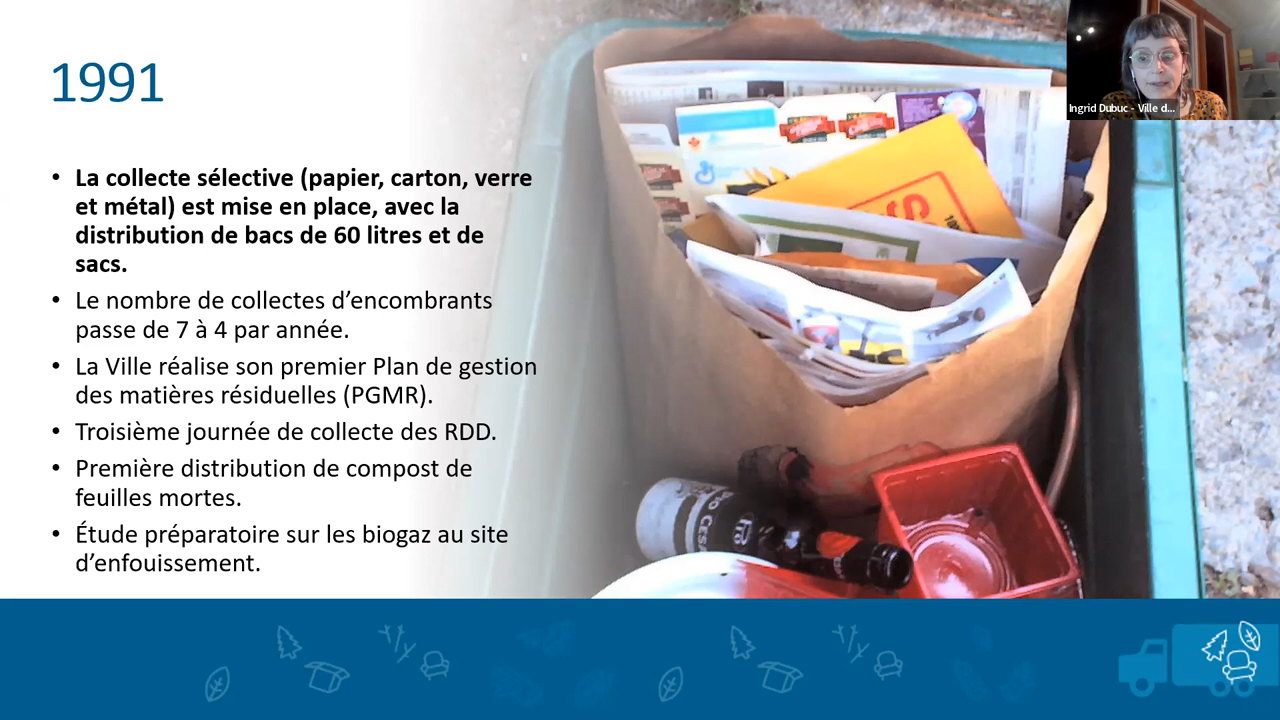 1991
Ingrid Dubuc - Ville d...
• La collecte sélective (papier, carton, verre
et métal) est mise en place, avec la
distribution de bacs de 60 litres et de
sacs.
• Le nombre de collectes d’encombrants
passe de 7 à 4 par année.
• La Ville réalise son premier Plan de gestion
des matières résiduelles (PGMR).
• Troisième journée de collecte des RDD.
• Première distribution de compost de
feuilles mortes.
• Étude préparatoire sur les biogaz au site
d’enfouissement.